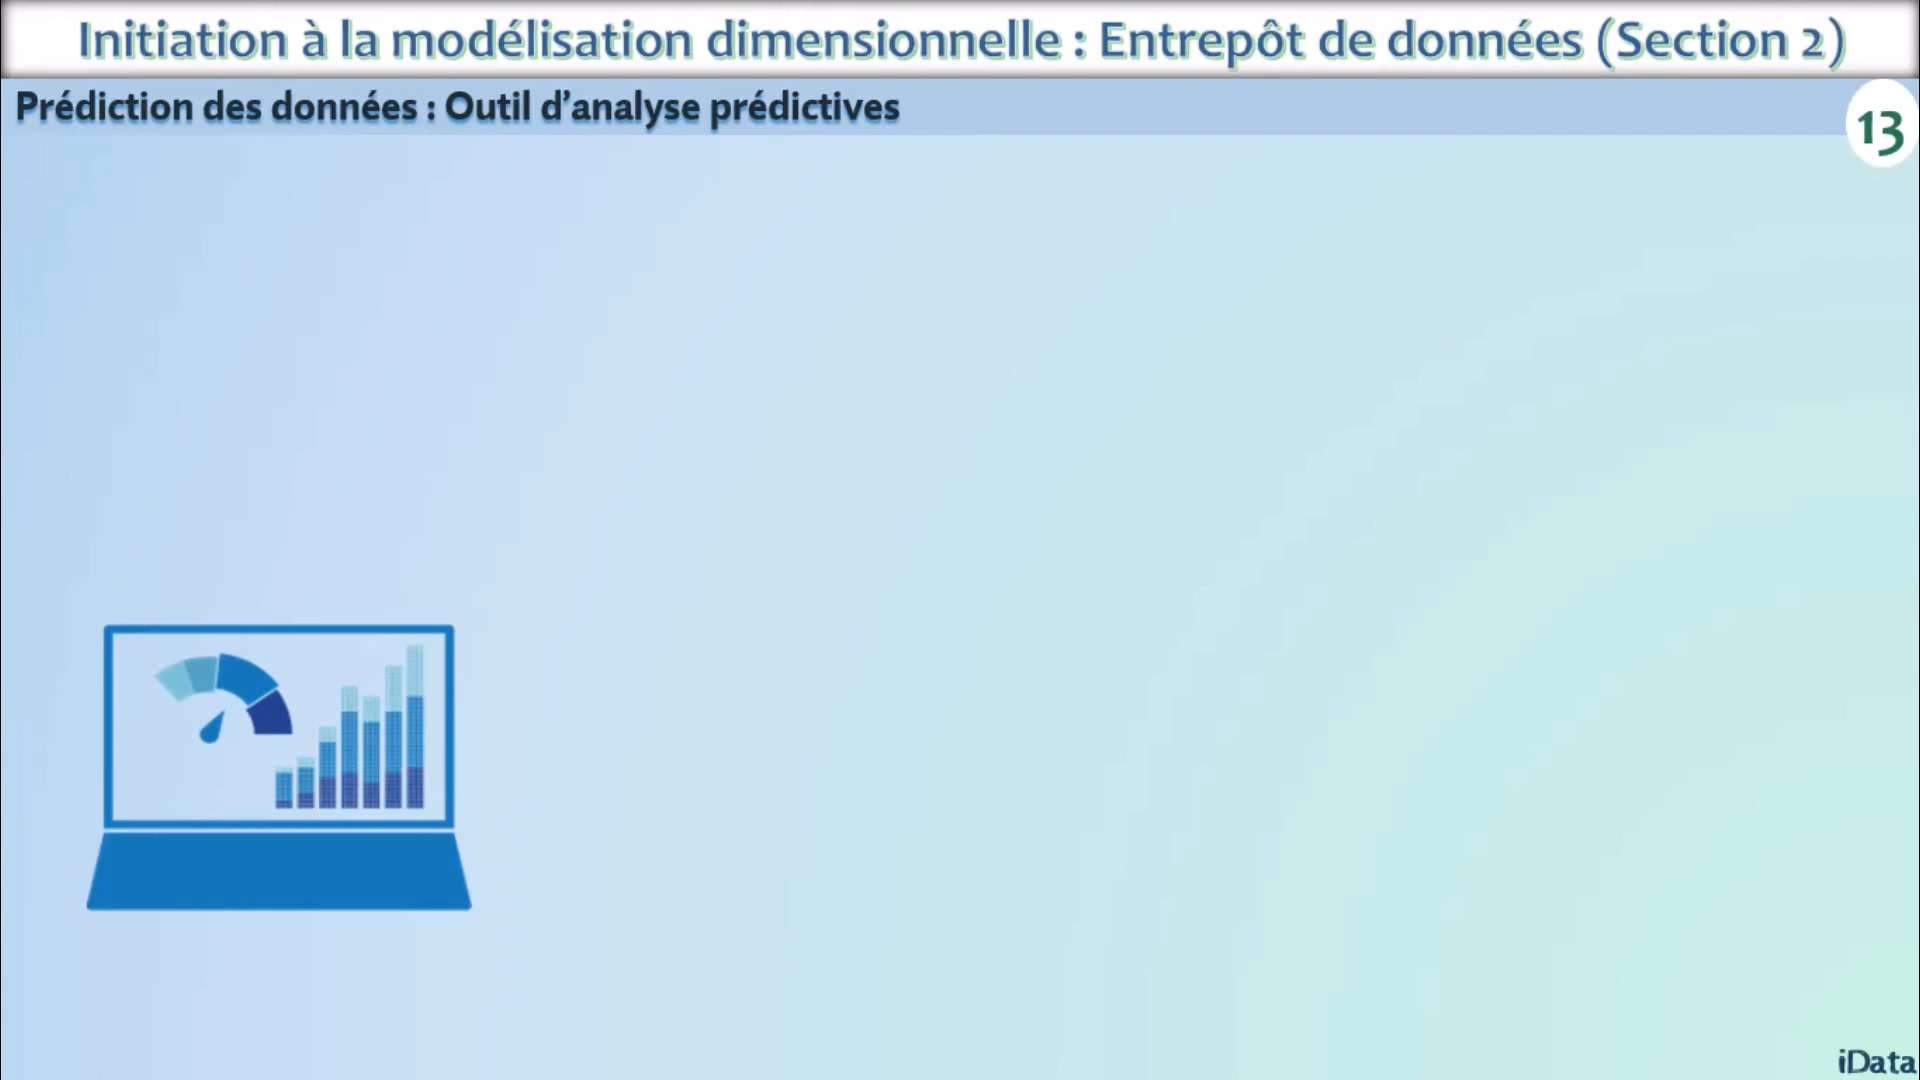 Initiation à la modélisation dimensionnelle : Entrepôt de données (Section 2)
Prédiction des données : Outil d’analyse prédictives
13
iData